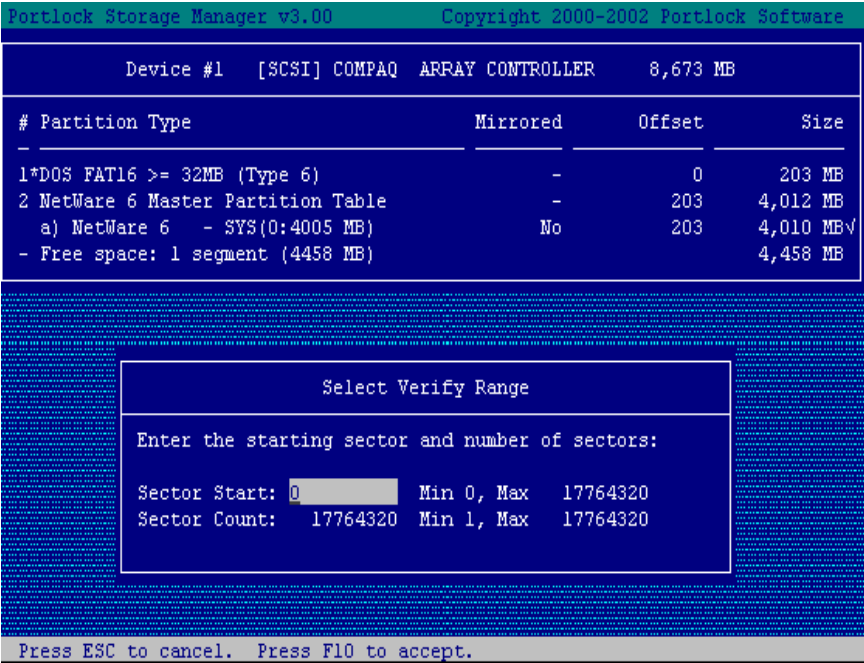 Portlock Storage Manager v3.00 Copyright 2000-2002 Portlock Software
Device #1 [SCSI] COMPAQ ARRAY CONTROLLER 8,673 MB
# Partition Type Mirrored Offset Size
1*DOS FAT16 >= 32MB (Type 6) - 0 203 MB
2 NetWare 6 Master Partition Table - 203 4,012 MB
a) NetWare 6 - SYS(0:4005 MB) No 203 4,010 MB√
- Free space: 1 segment (4458 MB) 4,458 MB
Select Verify Range
Enter the starting sector and number of sectors:
Sector Start: 0 Min 0, Max 17764320
Sector Count: 17764320 Min 1, Max 17764320
Press ESC to cancel. Press F10 to accept.